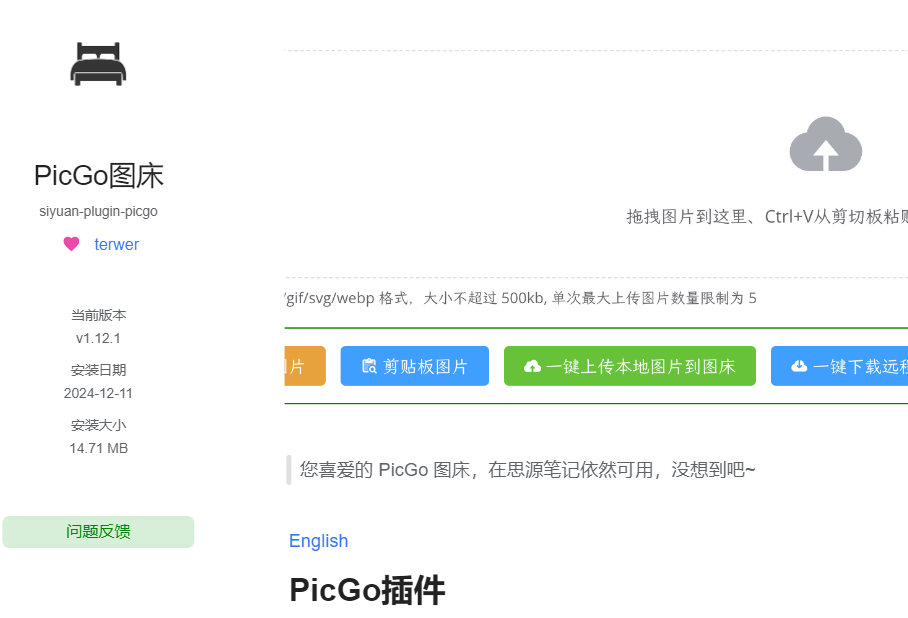 PicGo图床
siyuan-plugin-picgo
terwer
当前版本
v1.12.1
安装日期
2024-12-11
安装大小
14.71 MB
问题反馈
拖拽图片到这里、Ctrl+V从剪切板粘贴
/gif/svg/webp 格式，大小不超过 500kb, 单次最大上传图片数量限制为 5
图片 剪贴板图片 一键上传本地图片到图床 一键下载远程
您喜爱的 PicGo 图床，在思源笔记依然可用，没想到吧~
English
PicGo插件